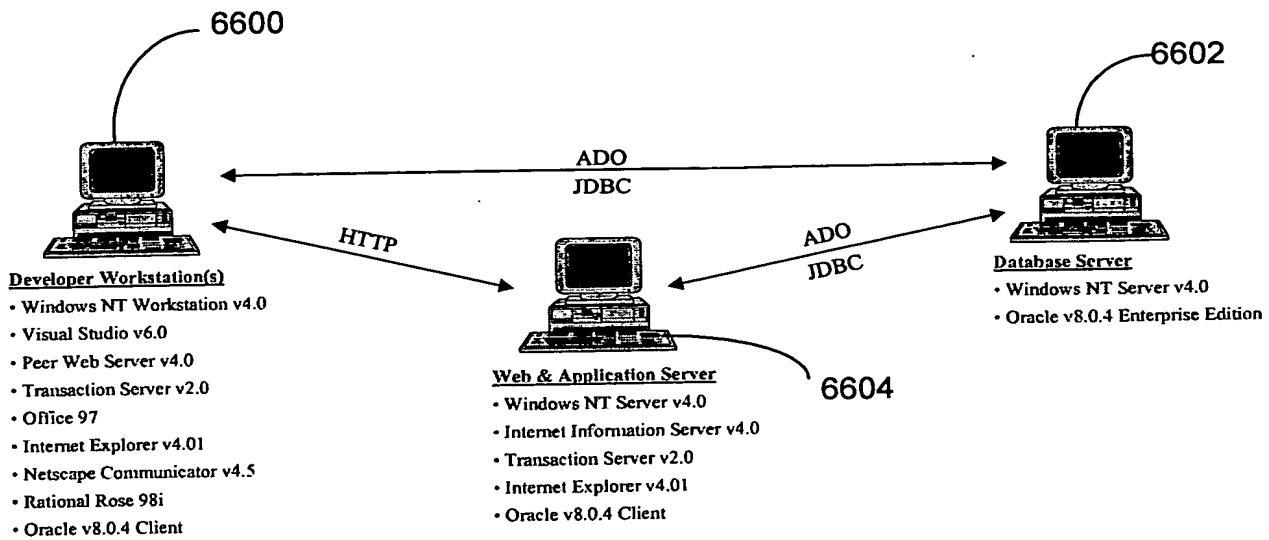 6600
6602
ADO
JDBC
HTTP
ADO
JDBC
Developer Workstation(s)
• Windows NT Workstation v4.0
• Visual Studio v6.0
• Peer Web Server v4.0
• Transaction Server v2.0
• Office 97
• Internet Explorer v4.01
• Netscape Communicator v4.5
• Rational Rose 98i
• Oracle v8.0.4 Client
Web & Application Server
• Windows NT Server v4.0
• Internet Information Server v4.0
• Transaction Server v2.0
• Internet Explorer v4.01
• Oracle v8.0.4 Client
6604
Database Server
• Windows NT Server v4.0
• Oracle v8.0.4 Enterprise Edition